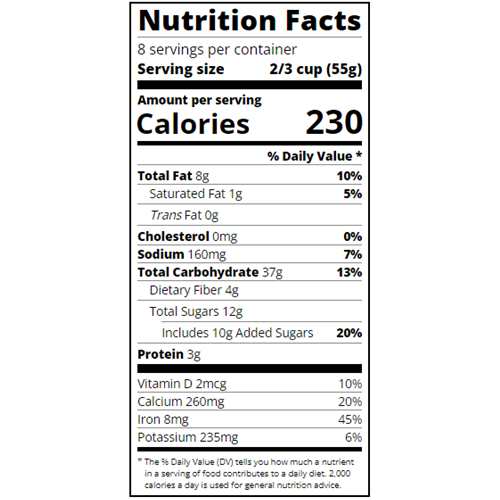 Nutrition Facts
8 servings per container
Serving size 2/3 cup (55g)
Amount per serving
Calories 230
% Daily Value *
Total Fat 8g 10%
Saturated Fat 1g 5%
Trans Fat 0g
Cholesterol 0mg 0%
Sodium 160mg 7%
Total Carbohydrate 37g 13%
Dietary Fiber 4g
Total Sugars 12g
Includes 10g Added Sugars 20%
Protein 3g
Vitamin D 2mcg 10%
Calcium 260mg 20%
Iron 8mg 45%
Potassium 235mg 6%
* The % Daily Value (DV) tells you how much a nutrient
in a serving of food contributes to a daily diet. 2,000
calories a day is used for general nutrition advice.